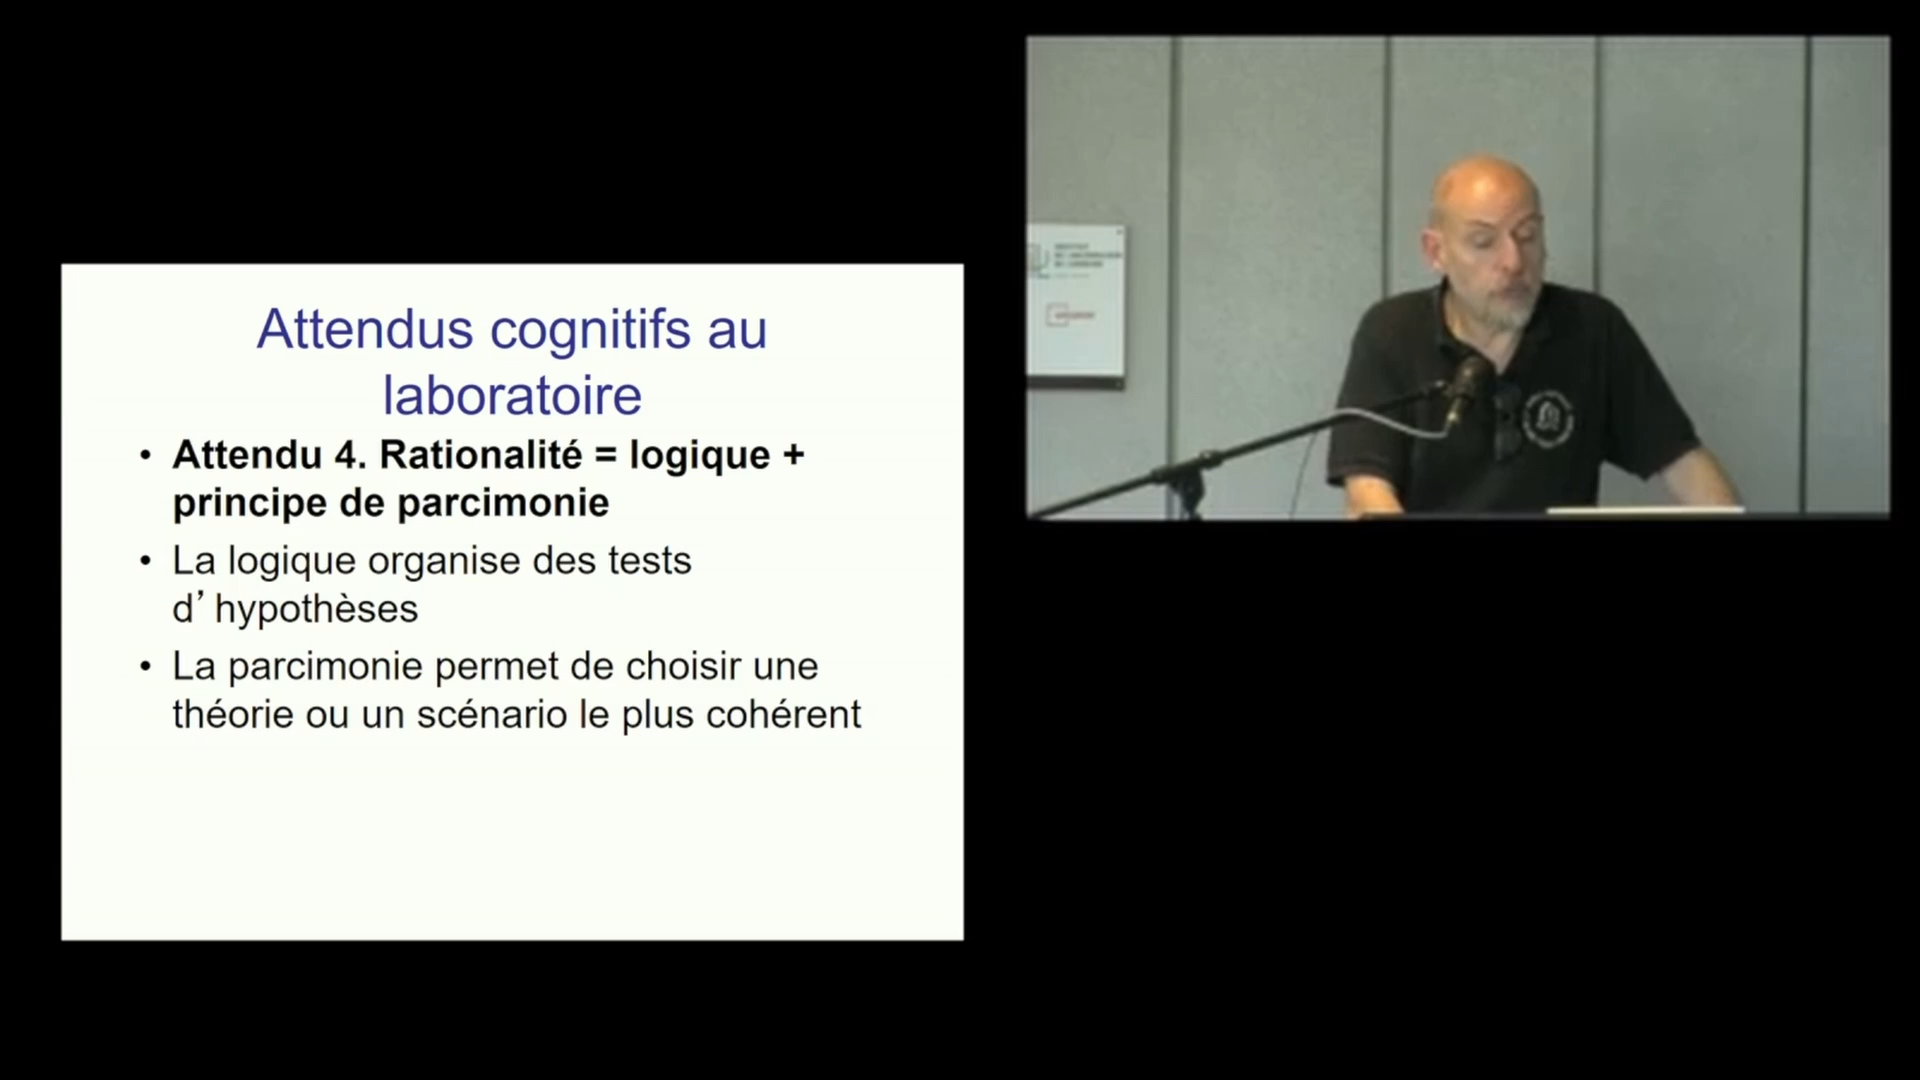 Attendus cognitifs au
laboratoire
• Attendu 4. Rationalité = logique +
principe de parcimonie
• La logique organise des tests
d’ hypothèses
• La parcimonie permet de choisir une
théorie ou un scénario le plus cohérent